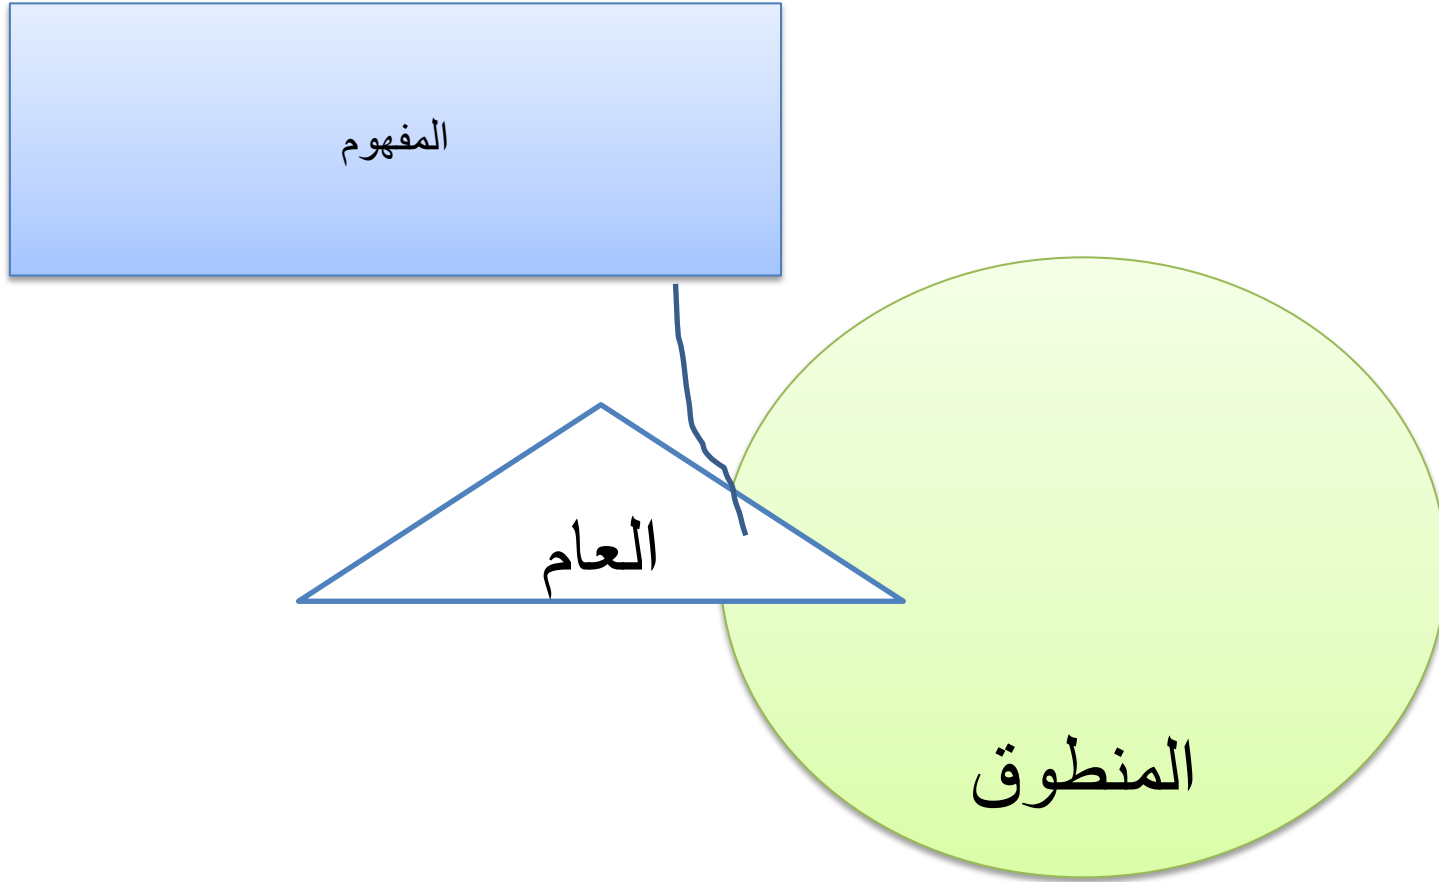 المفهوم
العام
المنطوق